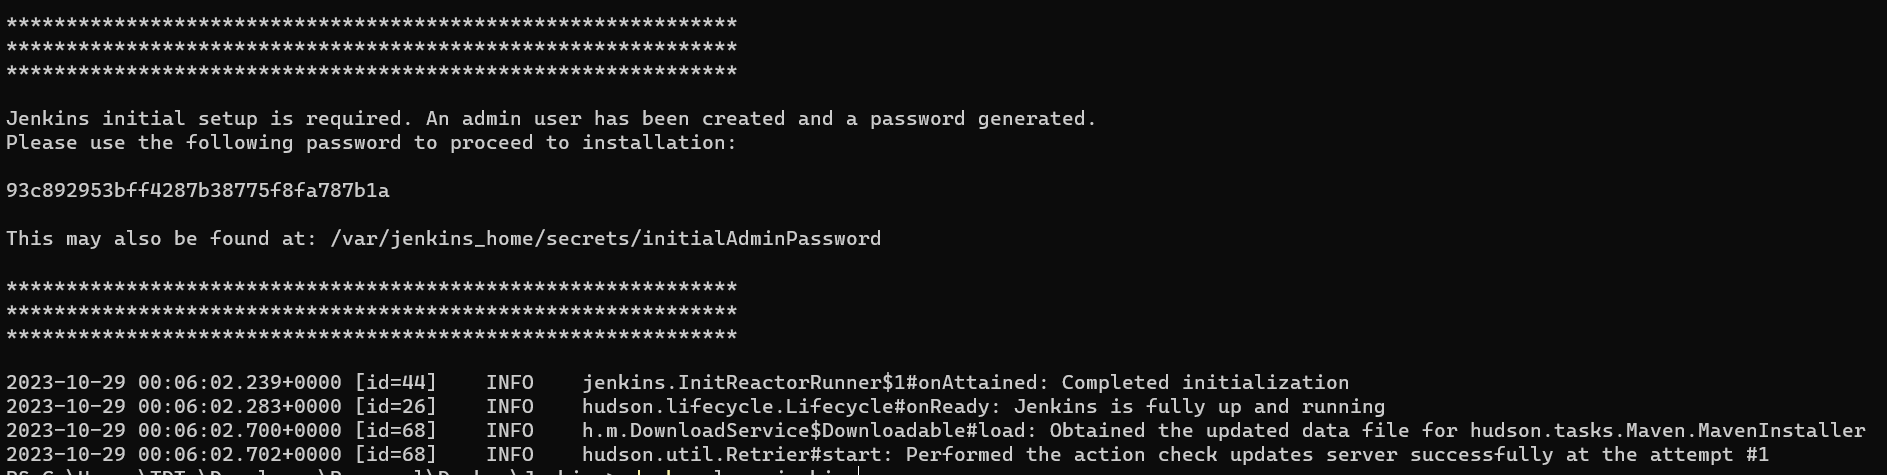 *************************************************************
*************************************************************
*************************************************************
Jenkins initial setup is required. An admin user has been created and a password generated.
Please use the following password to proceed to installation:
93c892953bff4287b38775f8fa787b1a
This may also be found at: /var/jenkins_home/secrets/initialAdminPassword
*************************************************************
*************************************************************
*************************************************************
2023-10-29 00:06:02.239+0000 [id=44] INFO jenkins.InitReactorRunner$1#onAttained: Completed initialization
2023-10-29 00:06:02.283+0000 [id=26] INFO hudson.lifecycle.Lifecycle#onReady: Jenkins is fully up and running
2023-10-29 00:06:02.700+0000 [id=68] INFO h.m.DownloadService$Downloadable#load: Obtained the updated data file for hudson.tasks.Maven.MavenInstaller
2023-10-29 00:06:02.702+0000 [id=68] INFO hudson.util.Retrier#start: Performed the action check updates server successfully at the attempt #1